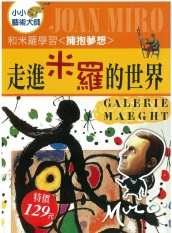 小小
藝術大師
JOAN MIRO
和米羅學習<擁抱夢想>
走進米羅的世界
GALERIE
MAEGHT
特價
129元
Miró